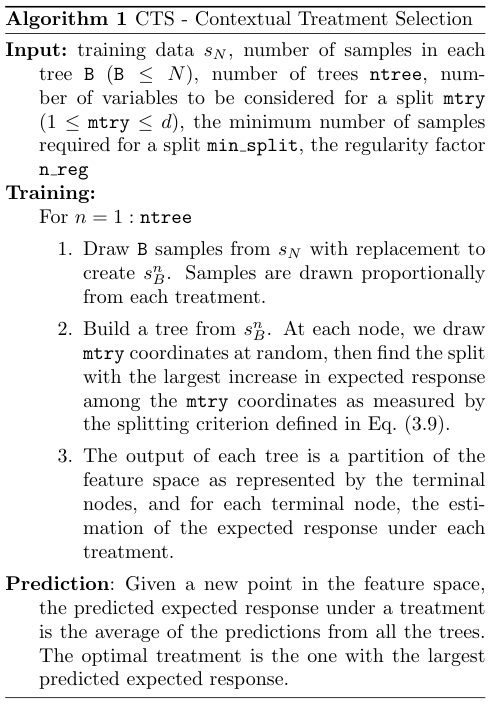 Algorithm 1 CTS - Contextual Treatment Selection
Input: training data s_N, number of samples in each
tree B (B ≤ N), number of trees ntree, num-
ber of variables to be considered for a split mtry
(1 ≤ mtry ≤ d), the minimum number of samples
required for a split min_split, the regularity factor
n_reg
Training:
For n = 1 : ntree
1. Draw B samples from s_N with replacement to
create s_B^n. Samples are drawn proportionally
from each treatment.
2. Build a tree from s_B^n. At each node, we draw
mtry coordinates at random, then find the split
with the largest increase in expected response
among the mtry coordinates as measured by
the splitting criterion defined in Eq. (3.9).
3. The output of each tree is a partition of the
feature space as represented by the terminal
nodes, and for each terminal node, the esti-
mation of the expected response under each
treatment.
Prediction: Given a new point in the feature space,
the predicted expected response under a treatment
is the average of the predictions from all the trees.
The optimal treatment is the one with the largest
predicted expected response.